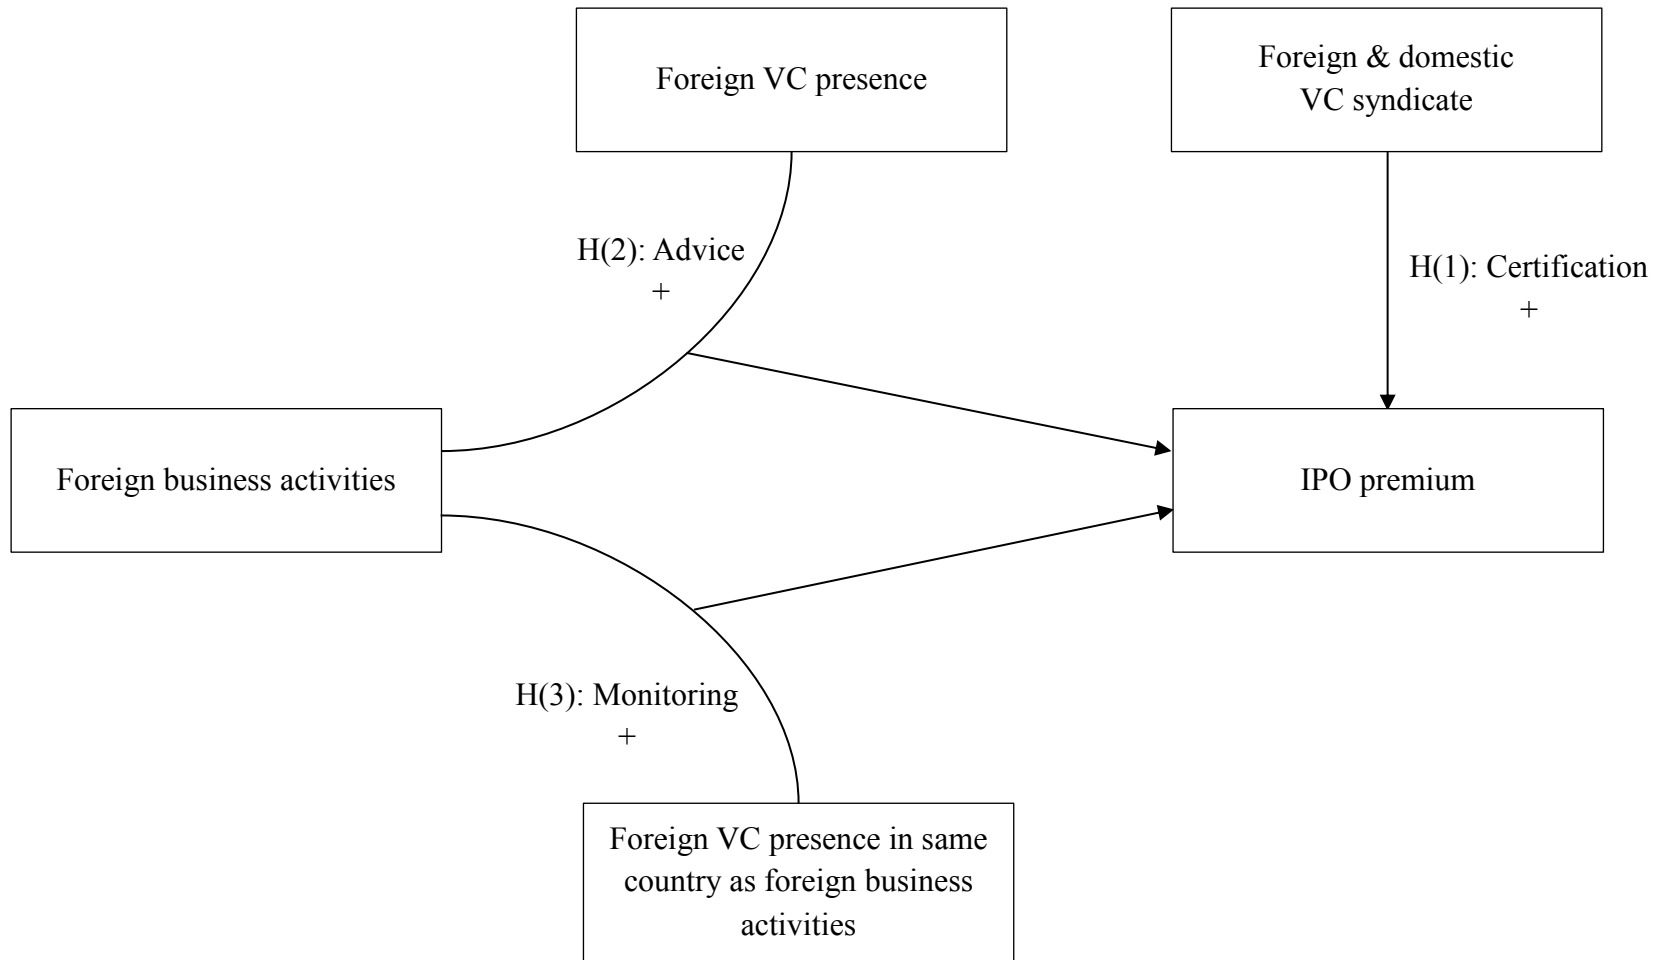 Foreign VC presence
Foreign & domestic
VC syndicate
H(2): Advice
+
H(1): Certification
+
Foreign business activities
IPO premium
H(3): Monitoring
+
Foreign VC presence in same
country as foreign business
activities